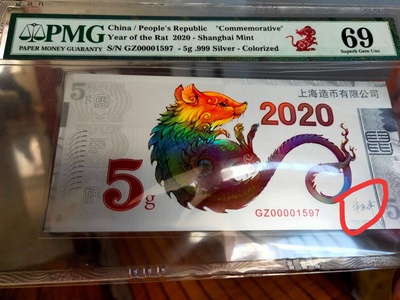 PMG
PAPER MONEY GUARANTY
China / People's Republic "Commemorative"
Year of the Rat 2020 - Shanghai Mint
S/N GZ00001597 - 5g .999 Silver - Colorized
69
Superb Gem Unc
5
上海造币有限公司
2020
5g
GZ00001597
5